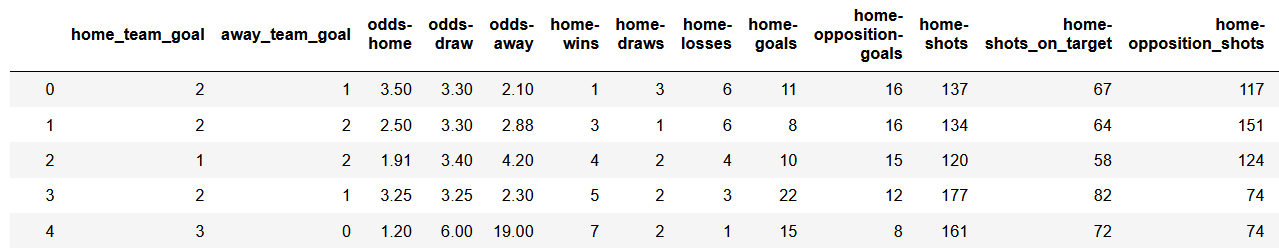 home_team_goal away_team_goal odds-home odds-draw odds-away home-wins home-draws home-losses home-goals home-opposition-goals home-shots home-shots_on_target home-opposition_shots
0 2 1 3.50 3.30 2.10 1 3 6 11 16 137 67 117
1 2 2 2.50 3.30 2.88 3 1 6 8 16 134 64 151
2 1 2 1.91 3.40 4.20 4 2 4 10 15 120 58 124
3 2 1 3.25 3.25 2.30 5 2 3 22 12 177 82 74
4 3 0 1.20 6.00 19.00 7 2 1 15 8 161 72 74